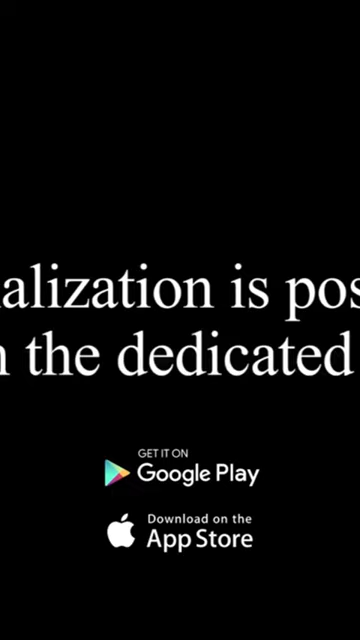 alization is pos
the dedicated
GET IT ON
Google Play
Download on the
App Store